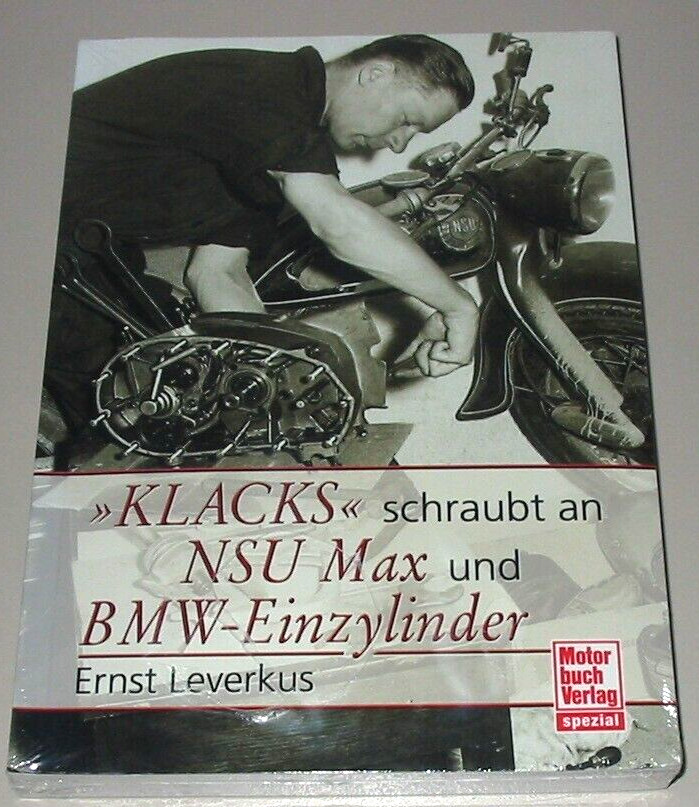 NSU
»KLACKS« schraubt an
NSU Max und
BMW-Einzylinder
Ernst Leverkus
Motor
buch
Verlag
spezial